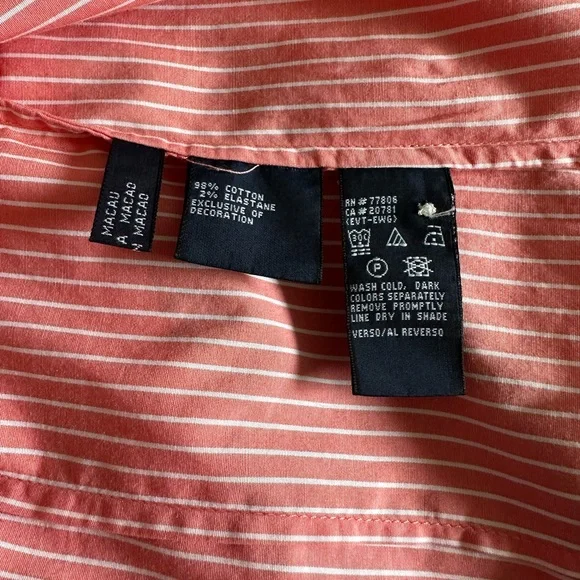 MACAU
A MACAO
N MACAO
98% COTTON
2% ELASTANE
EXCLUSIVE OF
DECORATION
RN# 77806
CA# 20781
(EVT-EWG)
30C
P
WASH COLD, DARK
COLORS SEPARATELY
REMOVE PROMPTLY
LINE DRY IN SHADE
VERSO/AL REVERSO